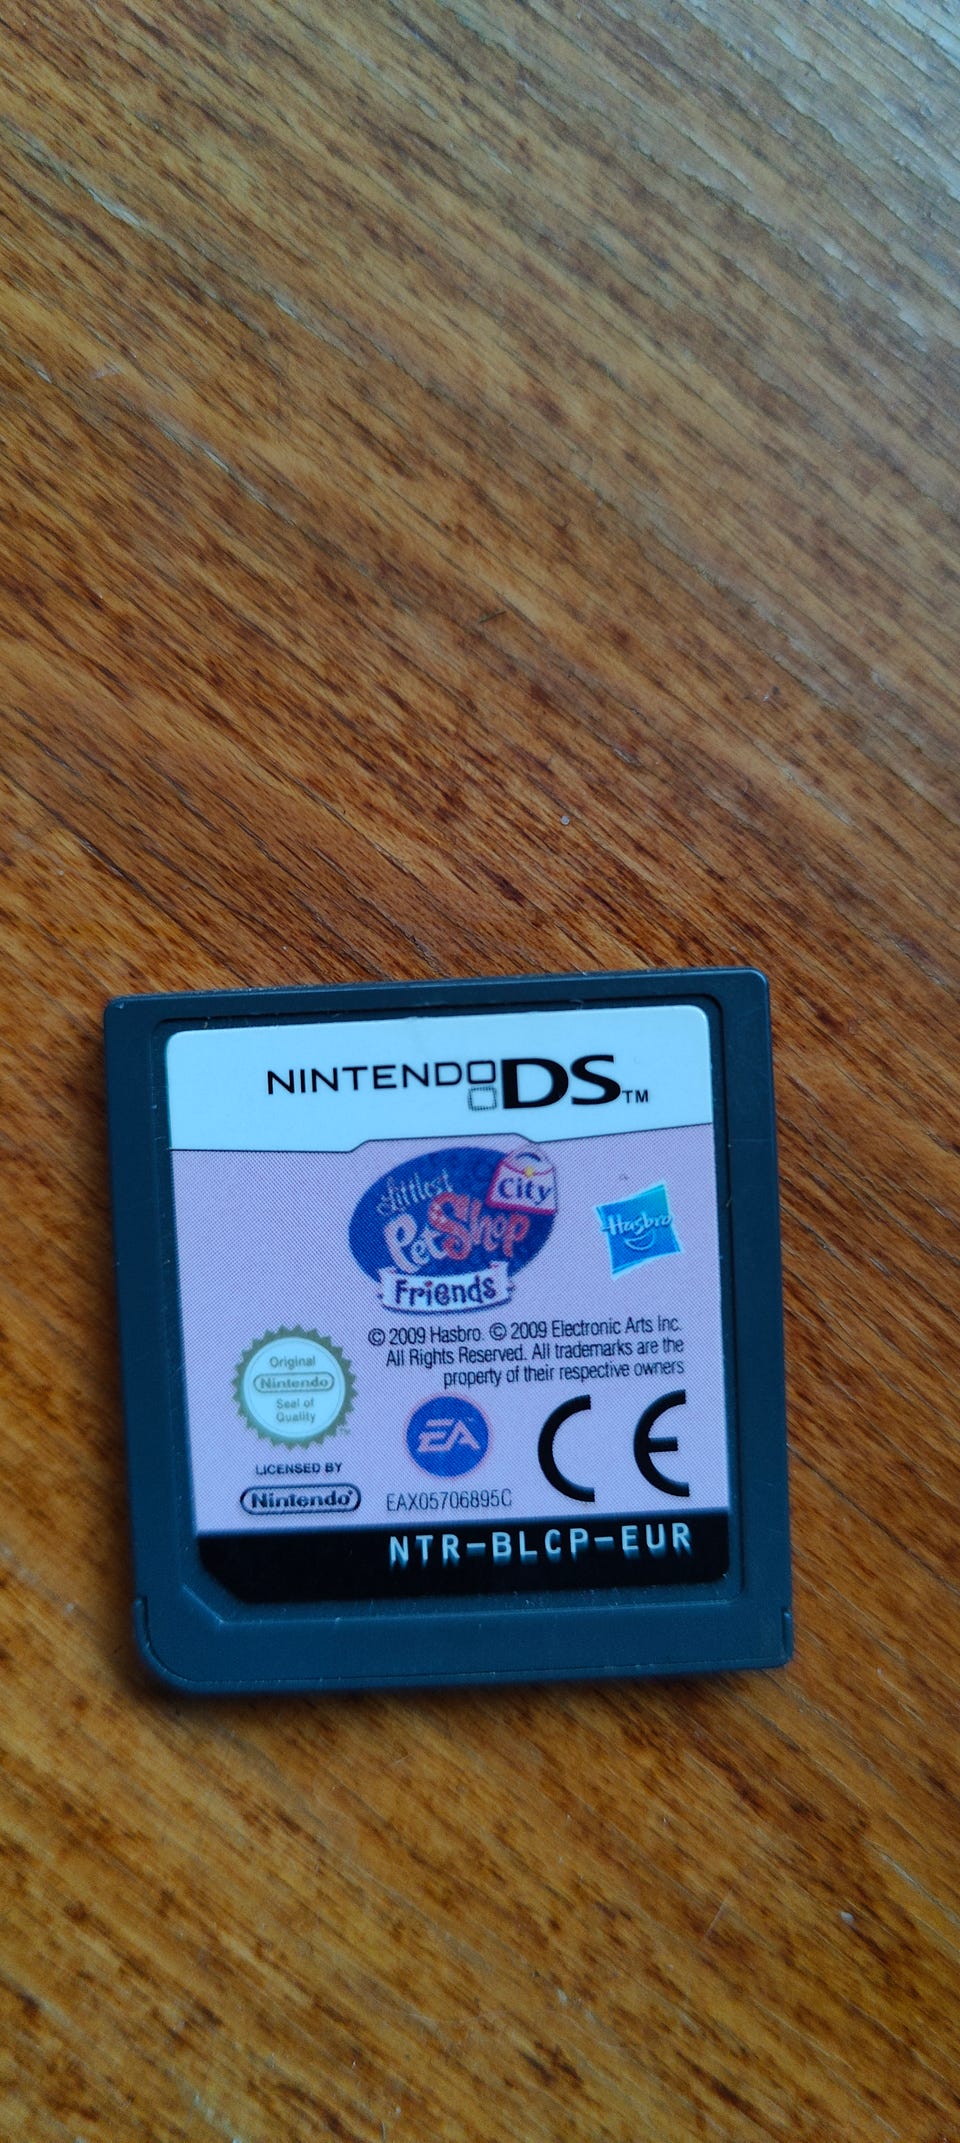 NINTENDO DS™
Littlest
PetShop
City
Friends
Hasbro
© 2009 Hasbro. © 2009 Electronic Arts Inc.
All Rights Reserved. All trademarks are the
property of their respective owners
Original
Nintendo
Seal of
Quality
™
LICENSED BY
Nintendo®
EA
EAX05706895C
CE
NTR-BLCP-EUR